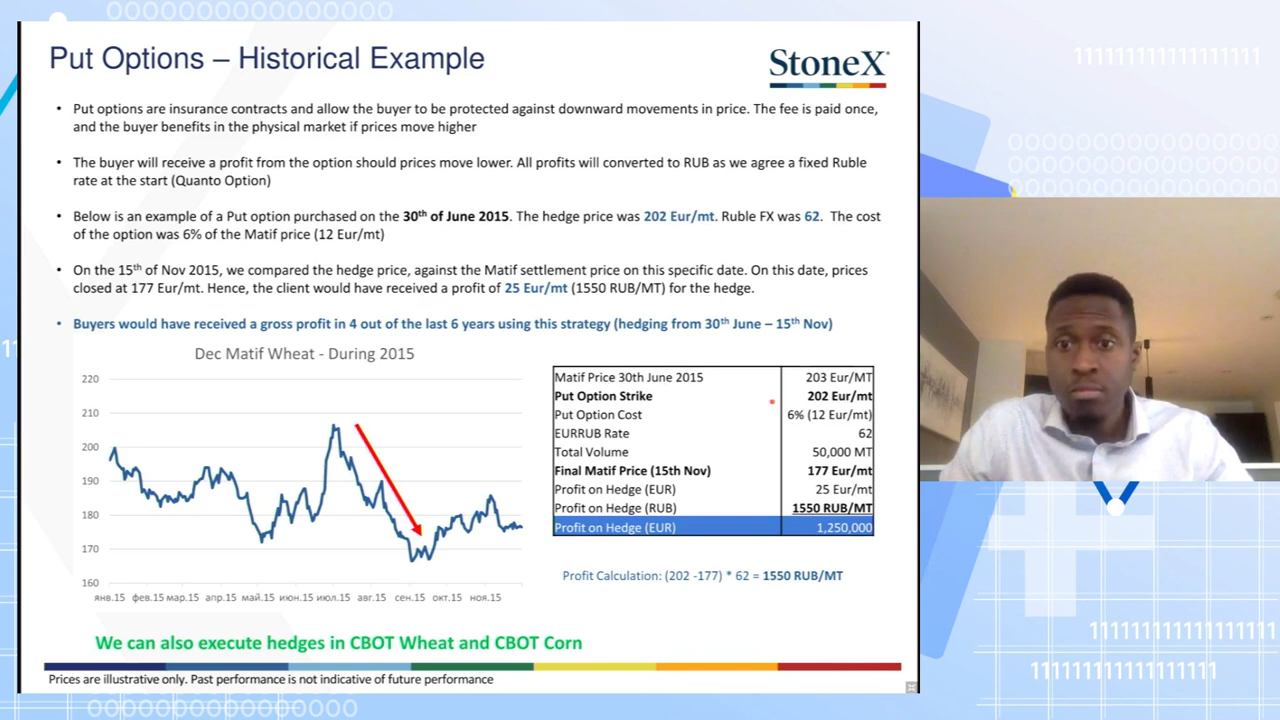 000000000000000000
Put Options – Historical Example
StoneX
1111111111111111111
• Put options are insurance contracts and allow the buyer to be protected against downward movements in price. The fee is paid once,
and the buyer benefits in the physical market if prices move higher
• The buyer will receive a profit from the option should prices move lower. All profits will converted to RUB as we agree a fixed Ruble
rate at the start (Quanto Option)
• Below is an example of a Put option purchased on the 30th of June 2015. The hedge price was 202 Eur/mt. Ruble FX was 62. The cost
of the option was 6% of the Matif price (12 Eur/mt)
• On the 15th of Nov 2015, we compared the hedge price, against the Matif settlement price on this specific date. On this date, prices
closed at 177 Eur/mt. Hence, the client would have received a profit of 25 Eur/mt (1550 RUB/MT) for the hedge.
• Buyers would have received a gross profit in 4 out of the last 6 years using this strategy (hedging from 30th June – 15th Nov)
Dec Matif Wheat - During 2015
220
210
200
190
180
170
160
янв.15 фев.15 мар.15 апр.15 май.15 июн.15 июл.15 авг.15 сен.15 окт.15 ноя.15
Matif Price 30th June 2015 203 Eur/MT
Put Option Strike 202 Eur/mt
Put Option Cost 6% (12 Eur/mt)
EURRUB Rate 62
Total Volume 50,000 MT
Final Matif Price (15th Nov) 177 Eur/mt
Profit on Hedge (EUR) 25 Eur/mt
Profit on Hedge (RUB) 1550 RUB/MT
Profit on Hedge (EUR) 1,250,000
Profit Calculation: (202 -177) * 62 = 1550 RUB/MT
We can also execute hedges in CBOT Wheat and CBOT Corn
Prices are illustrative only. Past performance is not indicative of future performance